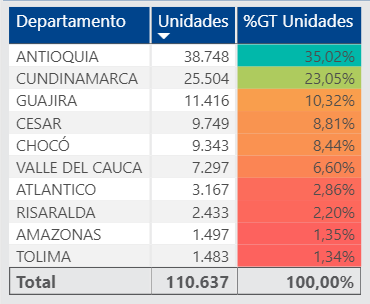 Departamento Unidades %GT Unidades
ANTIOQUIA 38.748 35,02%
CUNDINAMARCA 25.504 23,05%
GUAJIRA 11.416 10,32%
CESAR 9.749 8,81%
CHOCÓ 9.343 8,44%
VALLE DEL CAUCA 7.297 6,60%
ATLANTICO 3.167 2,86%
RISARALDA 2.433 2,20%
AMAZONAS 1.497 1,35%
TOLIMA 1.483 1,34%
Total 110.637 100,00%